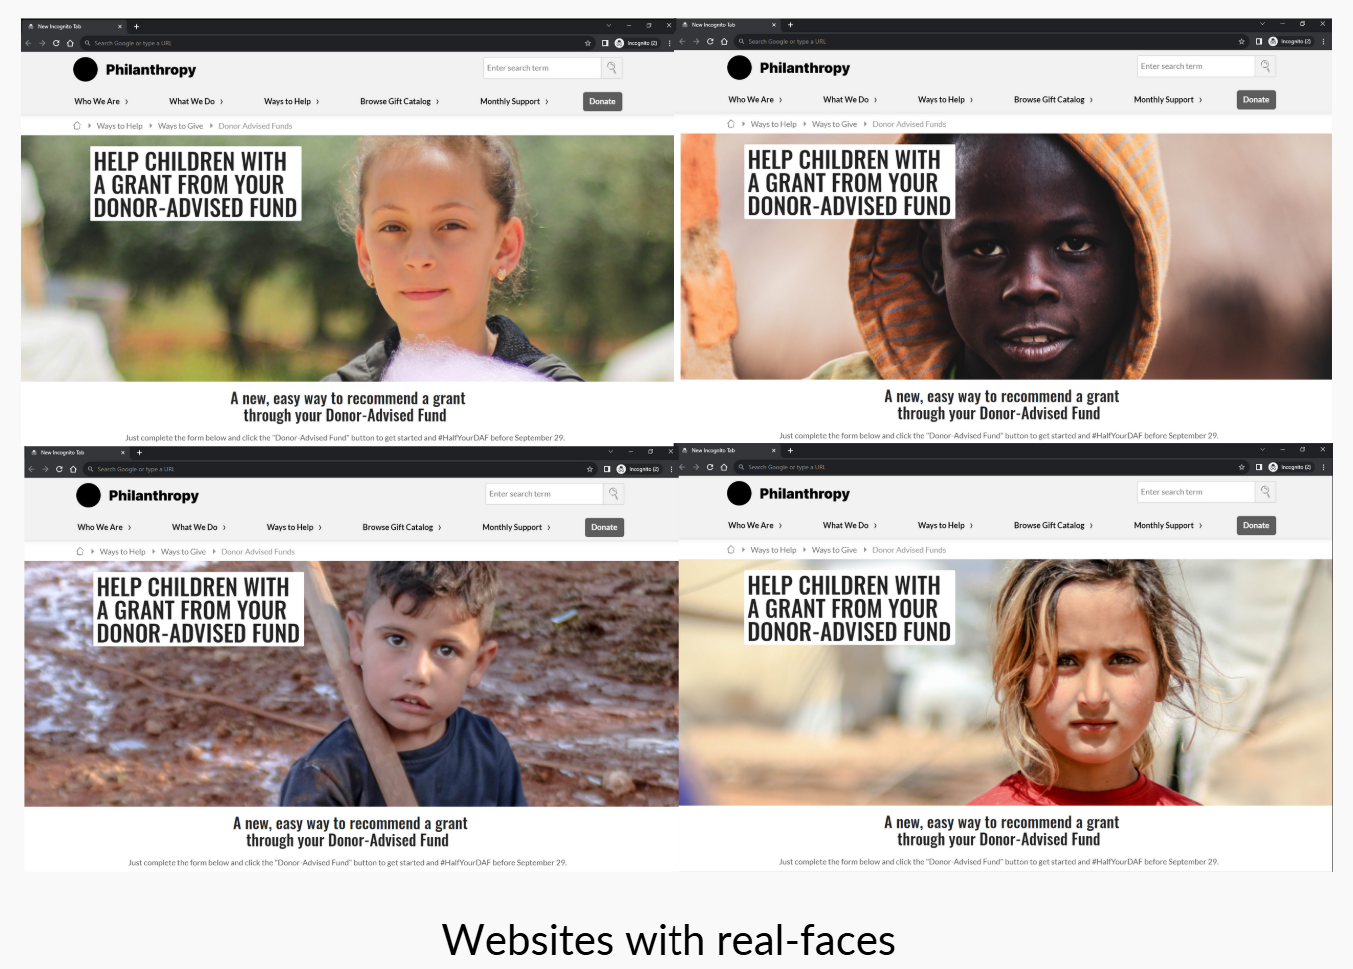 New Incognito Tab
Search Google or type a URL
Incognito (2)
Philanthropy
Enter search term
Who We Are
What We Do
Ways to Help
Browse Gift Catalog
Monthly Support
Donate
Ways to Help
Ways to Give
Donor Advised Funds
HELP CHILDREN WITH
A GRANT FROM YOUR
DONOR-ADVISED FUND
A new, easy way to recommend a grant
through your Donor-Advised Fund
Just complete the form below and click the "Donor-Advised Fund" button to get started and #HalfYourDAF before September 29.
New Incognito Tab
Search Google or type a URL
Incognito (2)
Philanthropy
Enter search term
Who We Are
What We Do
Ways to Help
Browse Gift Catalog
Monthly Support
Donate
Ways to Help
Ways to Give
Donor Advised Funds
HELP CHILDREN WITH
A GRANT FROM YOUR
DONOR-ADVISED FUND
A new, easy way to recommend a grant
through your Donor-Advised Fund
Just complete the form below and click the "Donor-Advised Fund" button to get started and #HalfYourDAF before September 29.
New Incognito Tab
Search Google or type a URL
Incognito (2)
Philanthropy
Enter search term
Who We Are
What We Do
Ways to Help
Browse Gift Catalog
Monthly Support
Donate
Ways to Help
Ways to Give
Donor Advised Funds
HELP CHILDREN WITH
A GRANT FROM YOUR
DONOR-ADVISED FUND
A new, easy way to recommend a grant
through your Donor-Advised Fund
Just complete the form below and click the "Donor-Advised Fund" button to get started and #HalfYourDAF before September 29.
New Incognito Tab
Search Google or type a URL
Incognito (2)
Philanthropy
Enter search term
Who We Are
What We Do
Ways to Help
Browse Gift Catalog
Monthly Support
Donate
Ways to Help
Ways to Give
Donor Advised Funds
HELP CHILDREN WITH
A GRANT FROM YOUR
DONOR-ADVISED FUND
A new, easy way to recommend a grant
through your Donor-Advised Fund
Just complete the form below and click the "Donor-Advised Fund" button to get started and #HalfYourDAF before September 29.
Websites with real-faces